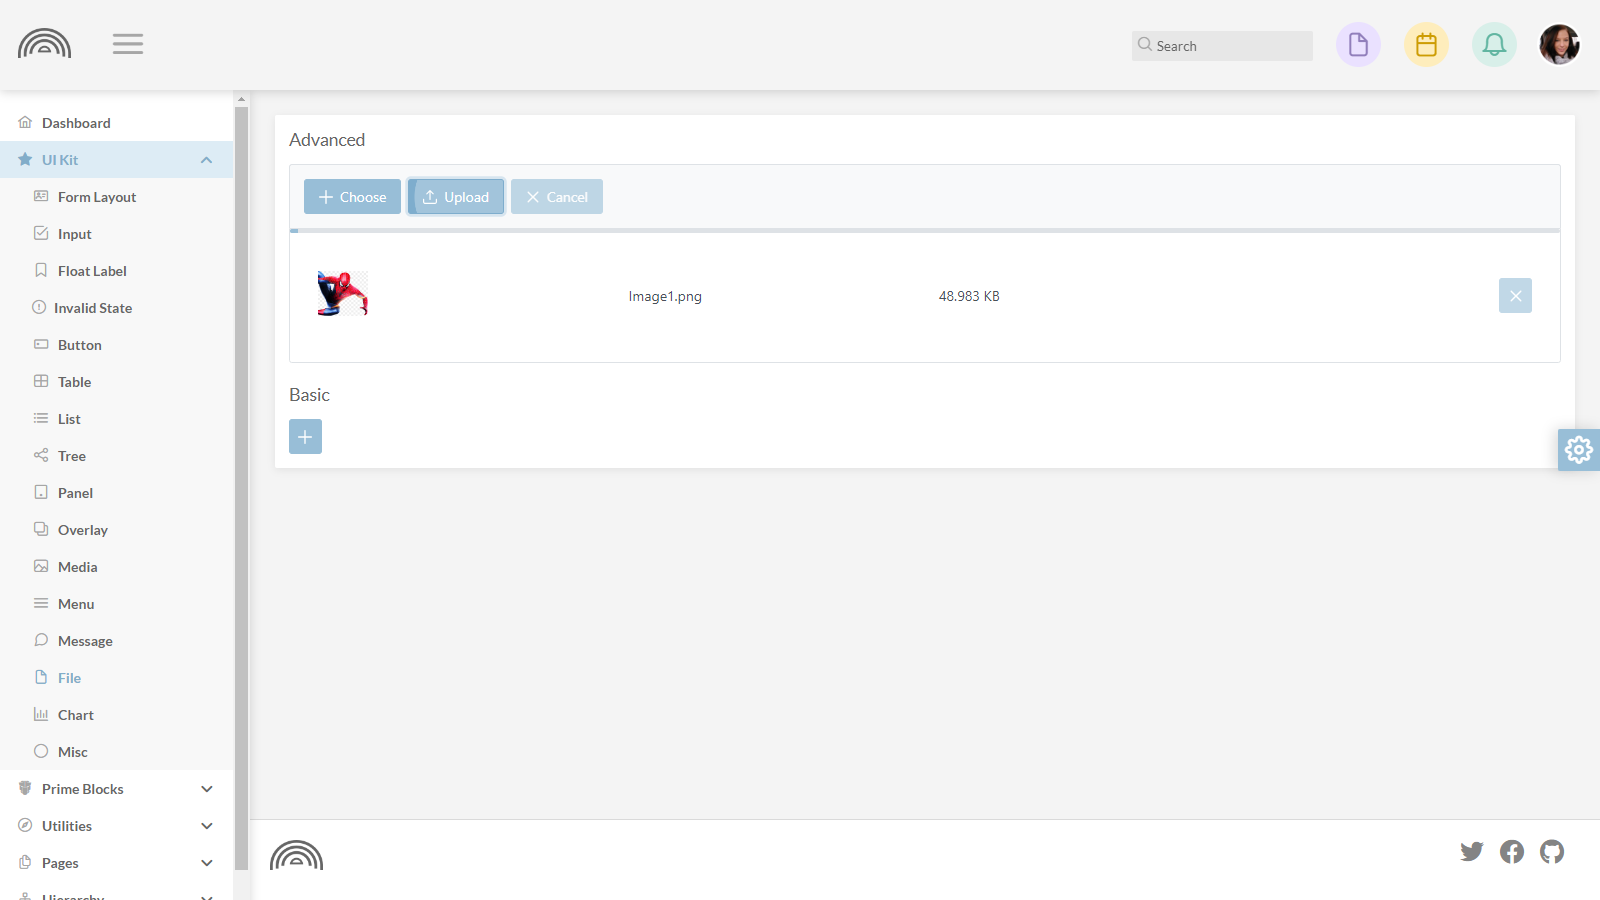 Search
Dashboard
UI Kit
Form Layout
Input
Float Label
Invalid State
Button
Table
List
Tree
Panel
Overlay
Media
Menu
Message
File
Chart
Misc
Prime Blocks
Utilities
Pages
Hierarchy
Advanced
Choose
Upload
Cancel
Image1.png 48.983 KB
Basic